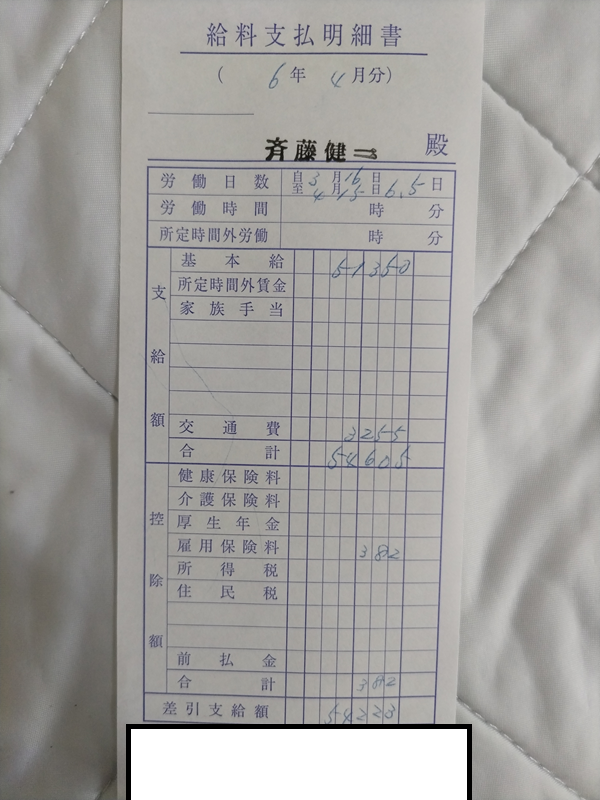 給料支払明細書
( 6年 4月分)
斉藤健二 殿
労働日数 自 3月16日 至 4月15日 6.5日
労働時間 時 分
所定時間外労働 時 分
支給額
基本給 51350
所定時間外賃金
家族手当
交通費 3255
合計 54605
控除額
健康保険料
介護保険料
厚生年金
雇用保険料 382
所得税
住民税
前払金
合計 382
差引支給額 54223